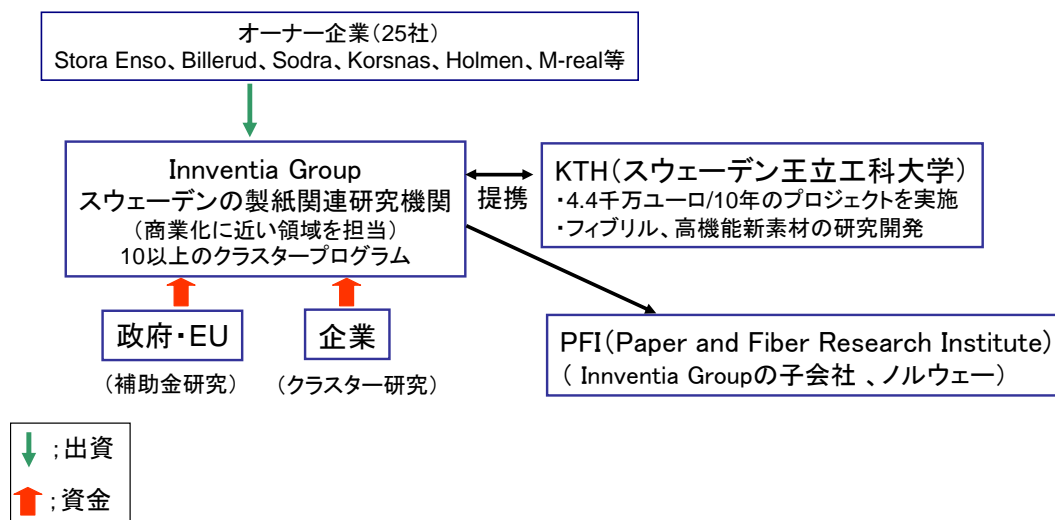 オーナー企業(25社)
Stora Enso、Billerud、Sodra、Korsnas、Holmen、M-real等
Innventia Group
スウェーデンの製紙関連研究機関
(商業化に近い領域を担当)
10以上のクラスタープログラム
提携
KTH(スウェーデン王立工科大学)
・4.4千万ユーロ/10年のプロジェクトを実施
・フィブリル、高機能新素材の研究開発
政府・EU
(補助金研究)
企業
(クラスター研究)
PFI(Paper and Fiber Research Institute)
( Innventia Groupの子会社 、ノルウェー)
;出資
;資金